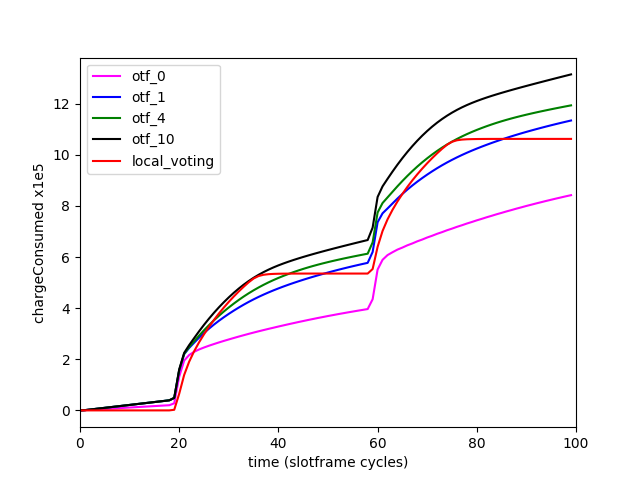 otf_0
otf_1
otf_4
otf_10
local_voting
chargeConsumed x1e5
12
10
8
6
4
2
0
0 20 40 60 80 100
time (slotframe cycles)